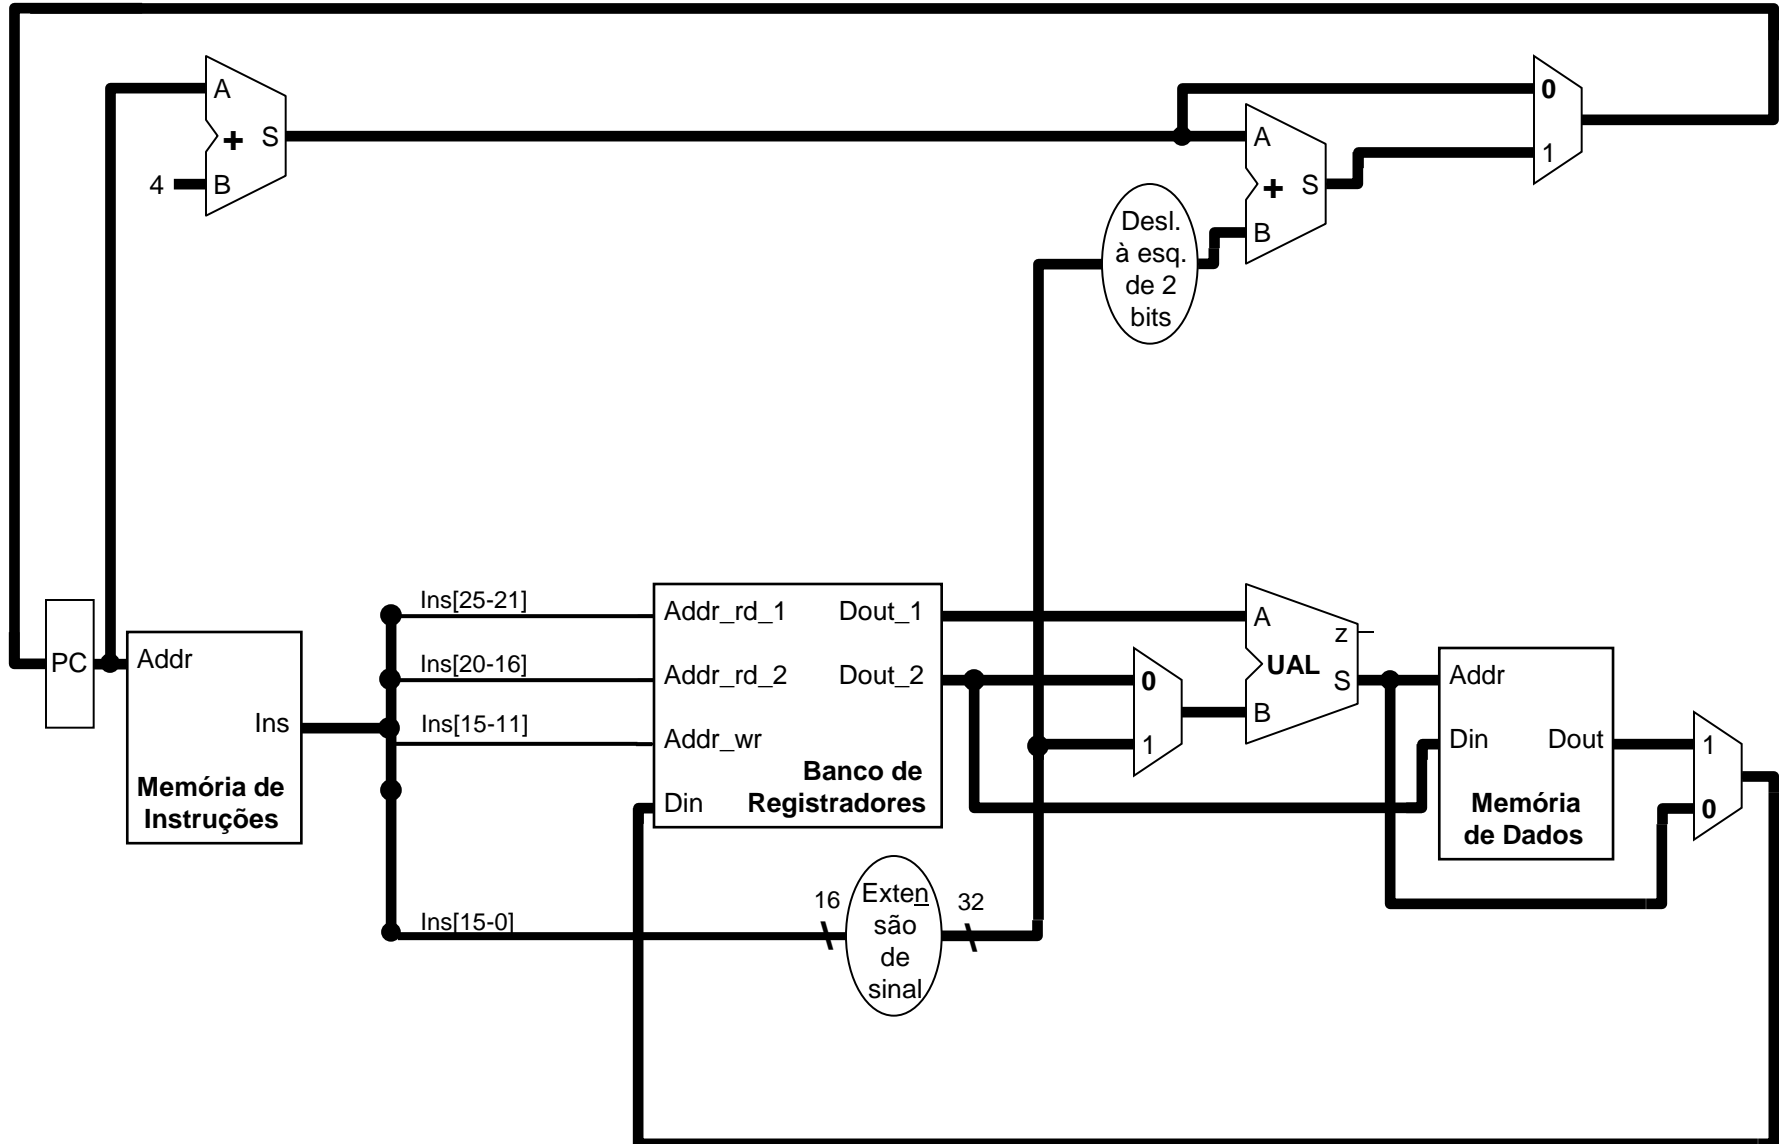 A
+
S
4
B
0
1
A
+
S
B
Desl.
à esq.
de 2
bits
PC
Addr
Ins
Memória de
Instruções
Ins[25-21]
Ins[20-16]
Ins[15-11]
Ins[15-0]
Addr_rd_1
Dout_1
Addr_rd_2
Dout_2
Addr_wr
Banco de
Registradores
Din
16
Exten
são
de
sinal
32
0
1
A
z
UAL
S
B
Addr
Din
Dout
Memória
de Dados
1
0